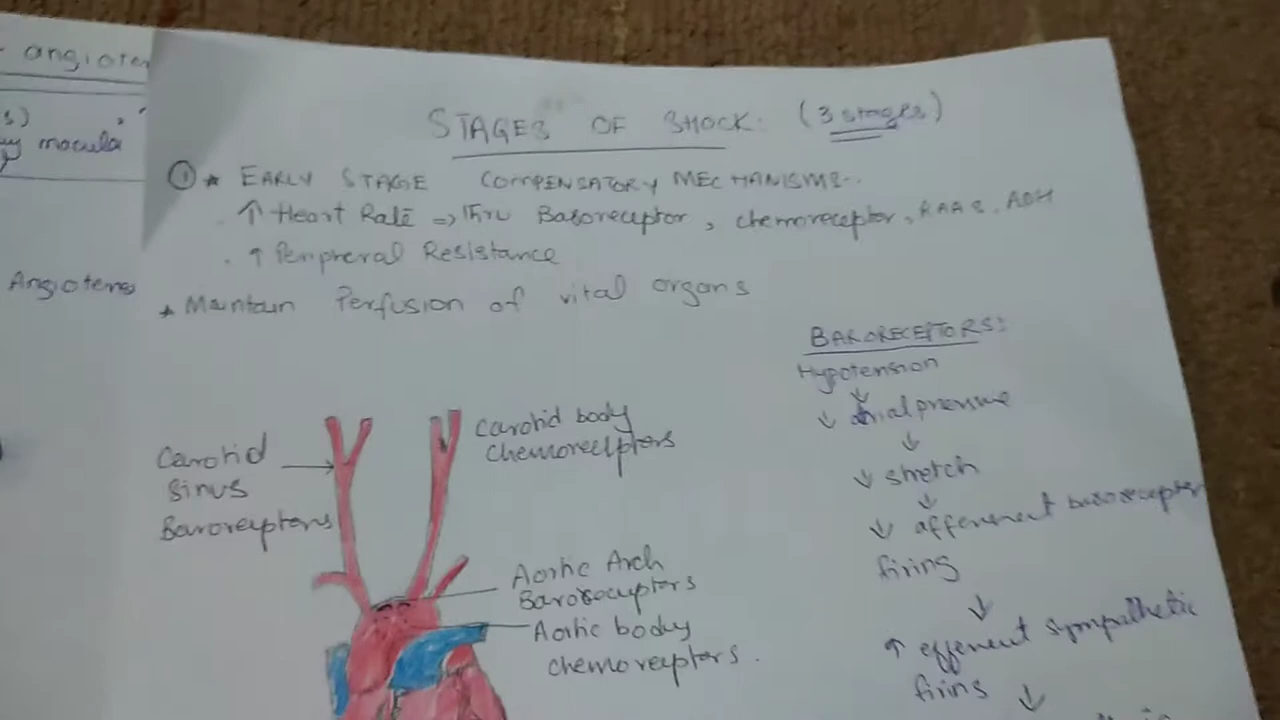 angioten
s)
macula
Angiotens
STAGES OF SHOCK: (3 stages)
① * EARLY STAGE COMPENSATORY MECHANISMS-
↑ Heart Rate => Thru Baroreceptor, chemoreceptor, RAAS, ADH
. ↑ Peripheral Resistance
* Maintain Perfusion of vital organs
Carotid
Sinus
Baroreceptors
Carotid body
Chemoreceptors
Aortic Arch
Baroreceptors
Aortic body
chemoreceptors.
BARORECEPTORS:
Hypotension
↓
↓ pressure
↓
↓ stretch
↓
↓ afferent baroreceptor
firing
↓
↑ efferent sympathetic
firing ↓